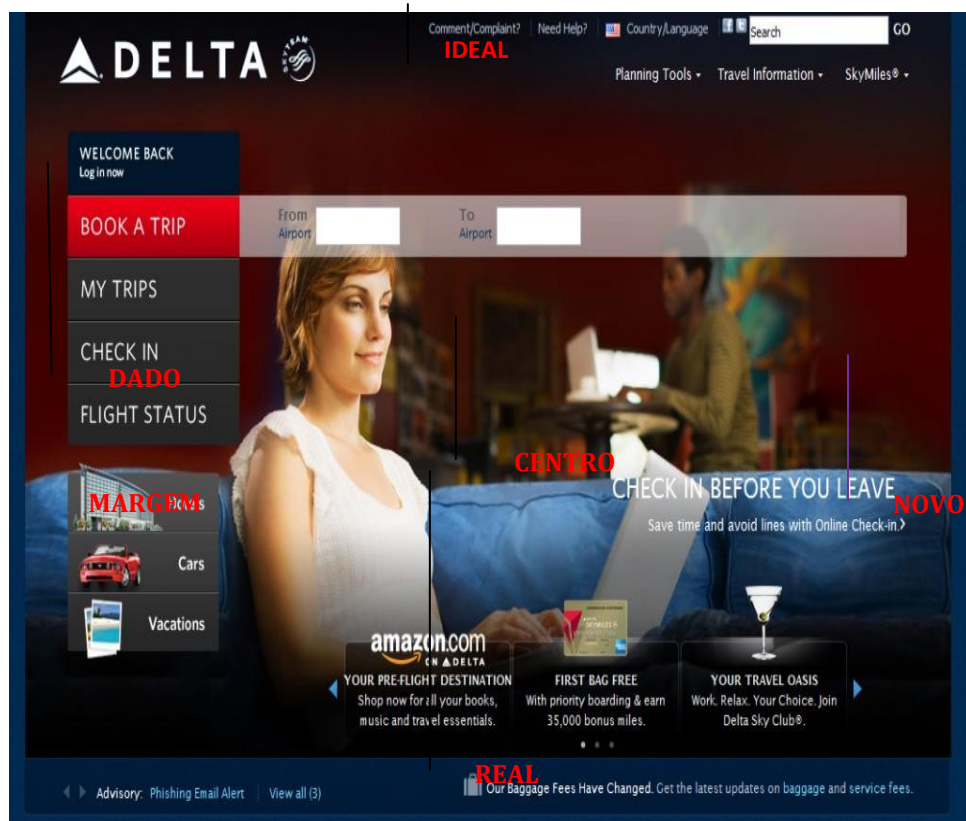 Comment/Complaint? Need Help? Country/Language Search GO
IDEAL
DELTA
SKYTEAM
Planning Tools Travel Information SkyMiles®
WELCOME BACK
Log in now
BOOK A TRIP
From
Airport
To
Airport
MY TRIPS
CHECK IN
DADO
FLIGHT STATUS
CENTRO
CHECK IN BEFORE YOU LEAVE
MARGEM
NOVO
Save time and avoid lines with Online Check-in.
Cars
Vacations
amazon.com
ON DELTA
YOUR PRE-FLIGHT DESTINATION
Shop now for all your books,
music and travel essentials.
FIRST BAG FREE
With priority boarding & earn
35,000 bonus miles.
YOUR TRAVEL OASIS
Work. Relax. Your Choice. Join
Delta Sky Club®.
REAL
Advisory: Phishing Email Alert View all (3)
Our Baggage Fees Have Changed. Get the latest updates on baggage and service fees.